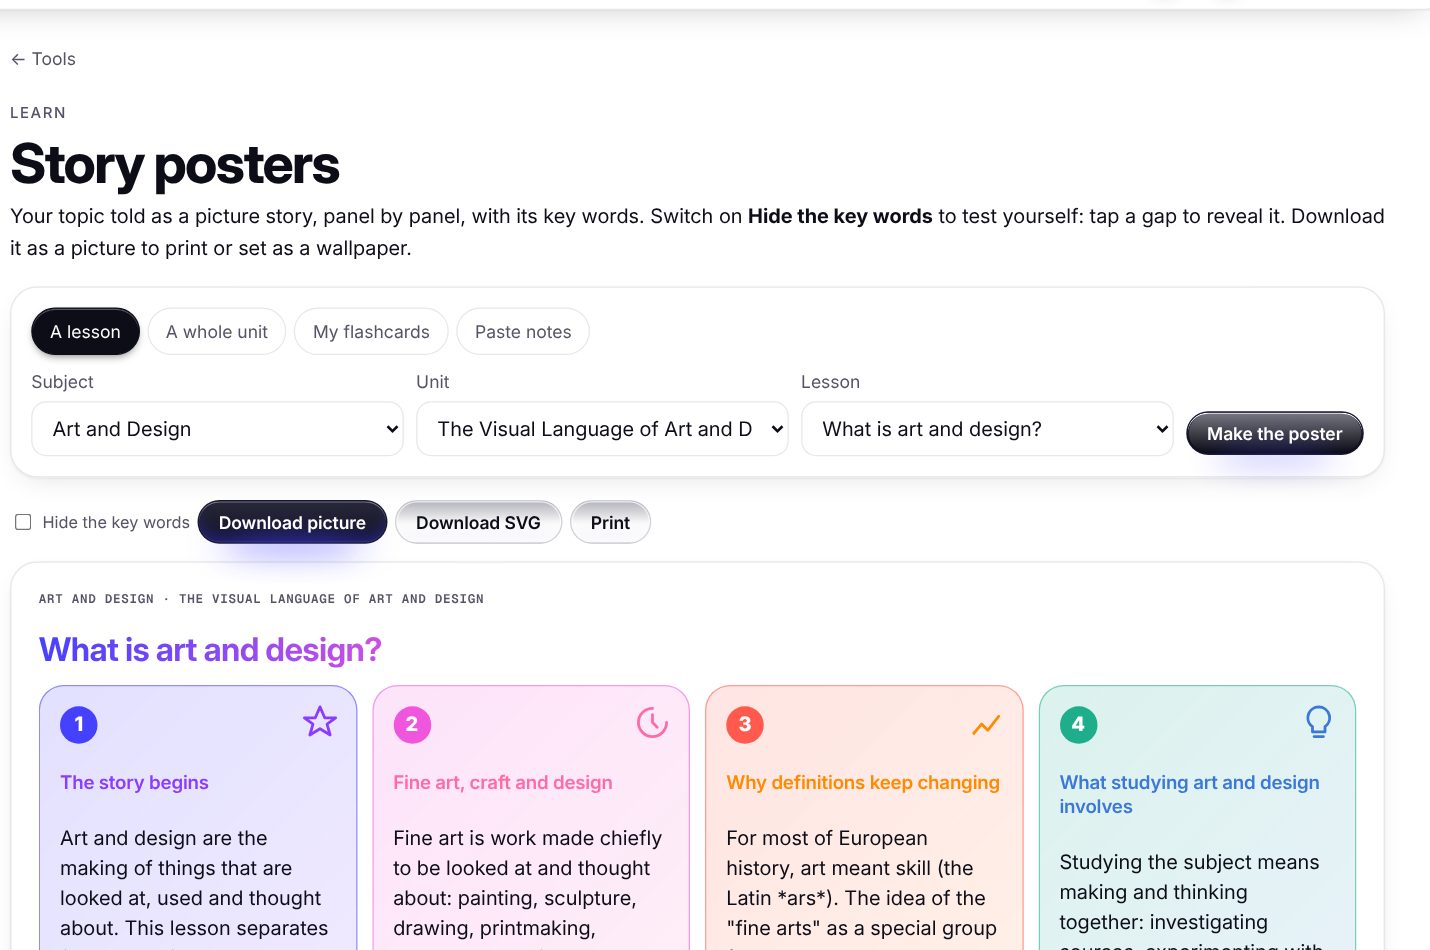 ← Tools
LEARN
Story posters
Your topic told as a picture story, panel by panel, with its key words. Switch on Hide the key words to test yourself: tap a gap to reveal it. Download
it as a picture to print or set as a wallpaper.
A lesson
A whole unit
My flashcards
Paste notes
Subject
Unit
Lesson
Art and Design
The Visual Language of Art and D
What is art and design?
Make the poster
Hide the key words
Download picture
Download SVG
Print
ART AND DESIGN · THE VISUAL LANGUAGE OF ART AND DESIGN
What is art and design?
1
The story begins
Art and design are the
making of things that are
looked at, used and thought
about. This lesson separates
2
Fine art, craft and design
Fine art is work made chiefly
to be looked at and thought
about: painting, sculpture,
drawing, printmaking,
3
Why definitions keep changing
For most of European
history, art meant skill (the
Latin *ars*). The idea of the
"fine arts" as a special group
4
What studying art and design
involves
Studying the subject means
making and thinking
together: investigating
sources, experimenting with